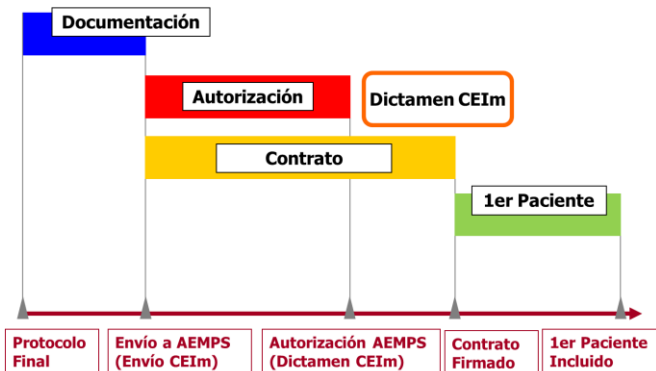 Documentación
Autorización
Dictamen CEIm
Contrato
1er Paciente
Protocolo
Final
Envío a AEMPS
(Envío CEIm)
Autorización AEMPS
(Dictamen CEIm)
Contrato
Firmado
1er Paciente
Incluido